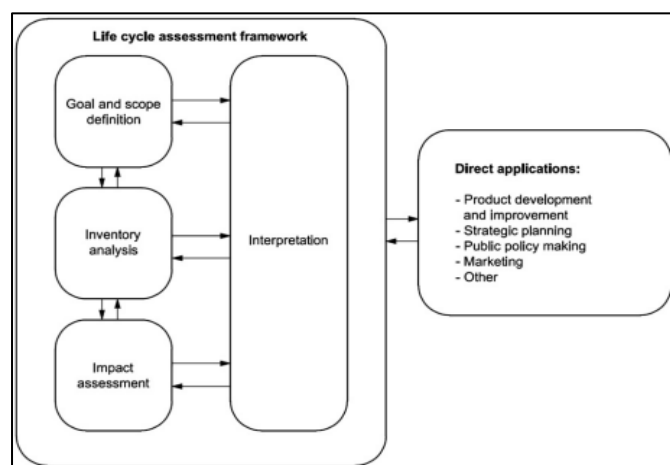 Life cycle assessment framework
Goal and scope
definition
Inventory
analysis
Impact
assessment
Interpretation
Direct applications:
- Product development
and improvement
- Strategic planning
- Public policy making
- Marketing
- Other